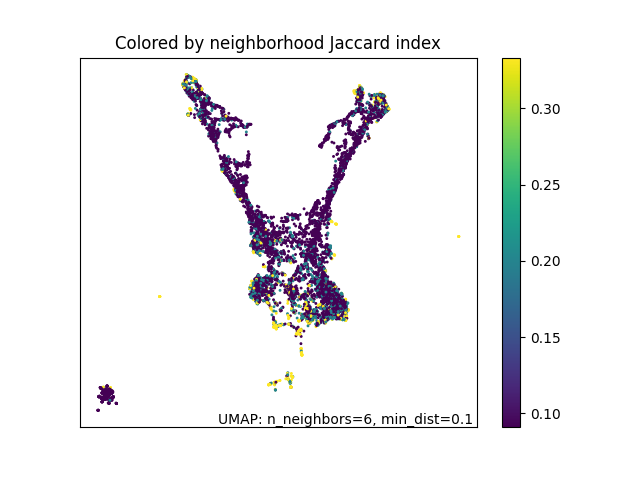 Colored by neighborhood Jaccard index
0.30
0.25
0.20
0.15
0.10
UMAP: n_neighbors=6, min_dist=0.1